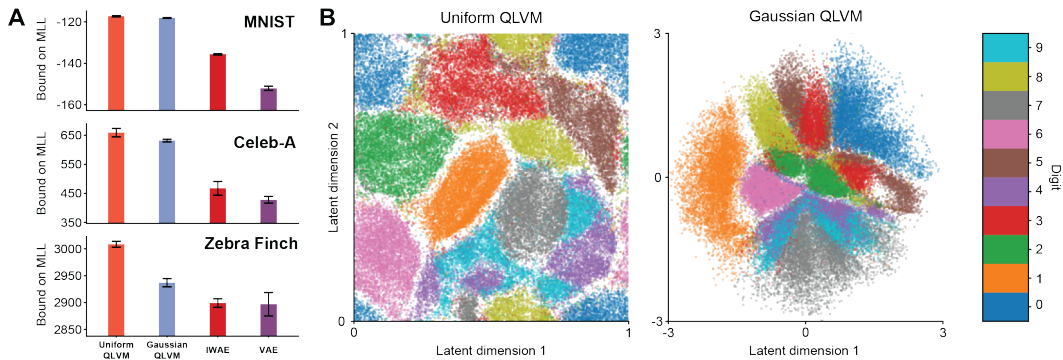 A
MNIST
Bound on MLL
-120
-140
-160
Celeb-A
Bound on MLL
650
550
450
350
Zebra Finch
Bound on MLL
3000
2950
2900
2850
Uniform
QLVM
Gaussian
QLVM
IWAE
VAE
B
Uniform QLVM
1
Latent dimension 2
0
0
1
Latent dimension 1
Gaussian QLVM
3
0
-3
-3
0
3
Latent dimension 1
9
8
7
6
5
4
3
2
1
0
Digit